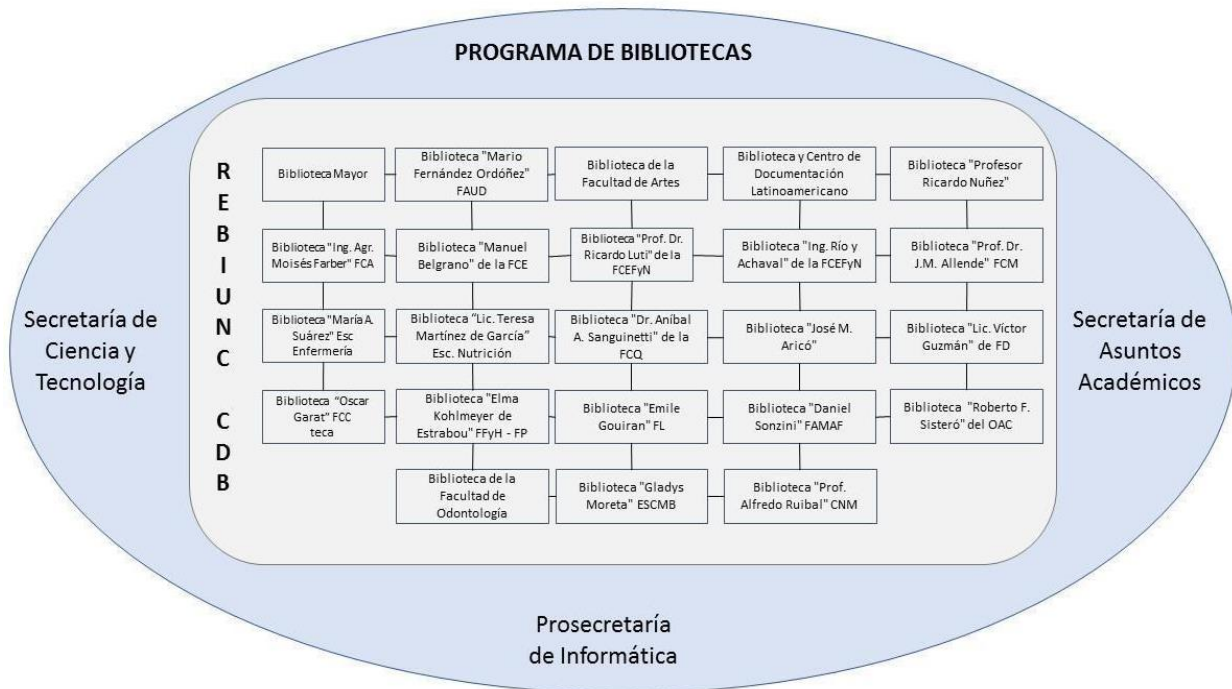 PROGRAMA DE BIBLIOTECAS
REBIUNC CDB
Biblioteca Mayor
Biblioteca "Mario
Fernández Ordóñez"
FAUD
Biblioteca de la
Facultad de Artes
Biblioteca y Centro de
Documentación
Latinoamericano
Biblioteca "Profesor
Ricardo Nuñez"
Biblioteca "Ing. Agr.
Moisés Farber" FCA
Biblioteca "Manuel
Belgrano" de la FCE
Biblioteca "Prof. Dr.
Ricardo Luti" de la
FCEFyN
Biblioteca "Ing. Río y
Achaval" de la FCEFyN
Biblioteca "Prof. Dr.
J.M. Allende" FCM
Biblioteca "María A.
Suárez" Esc
Enfermería
Biblioteca “Lic. Teresa
Martínez de García”
Esc. Nutrición
Biblioteca "Dr. Aníbal
A. Sanguinetti" de la
FCQ
Biblioteca "José M.
Aricó"
Biblioteca "Lic. Víctor
Guzmán" de FD
Biblioteca “Oscar
Garat” FCC
teca
Biblioteca "Elma
Kohlmeyer de
Estrabou" FFyH - FP
Biblioteca "Emile
Gouiran" FL
Biblioteca "Daniel
Sonzini" FAMAF
Biblioteca "Roberto F.
Sisteró" del OAC
Biblioteca de la
Facultad de
Odontología
Biblioteca "Gladys
Moreta" ESCMB
Biblioteca "Prof.
Alfredo Ruibal" CNM
Secretaría de
Ciencia y
Tecnología
Secretaría de
Asuntos
Académicos
Prosecretaría
de Informática